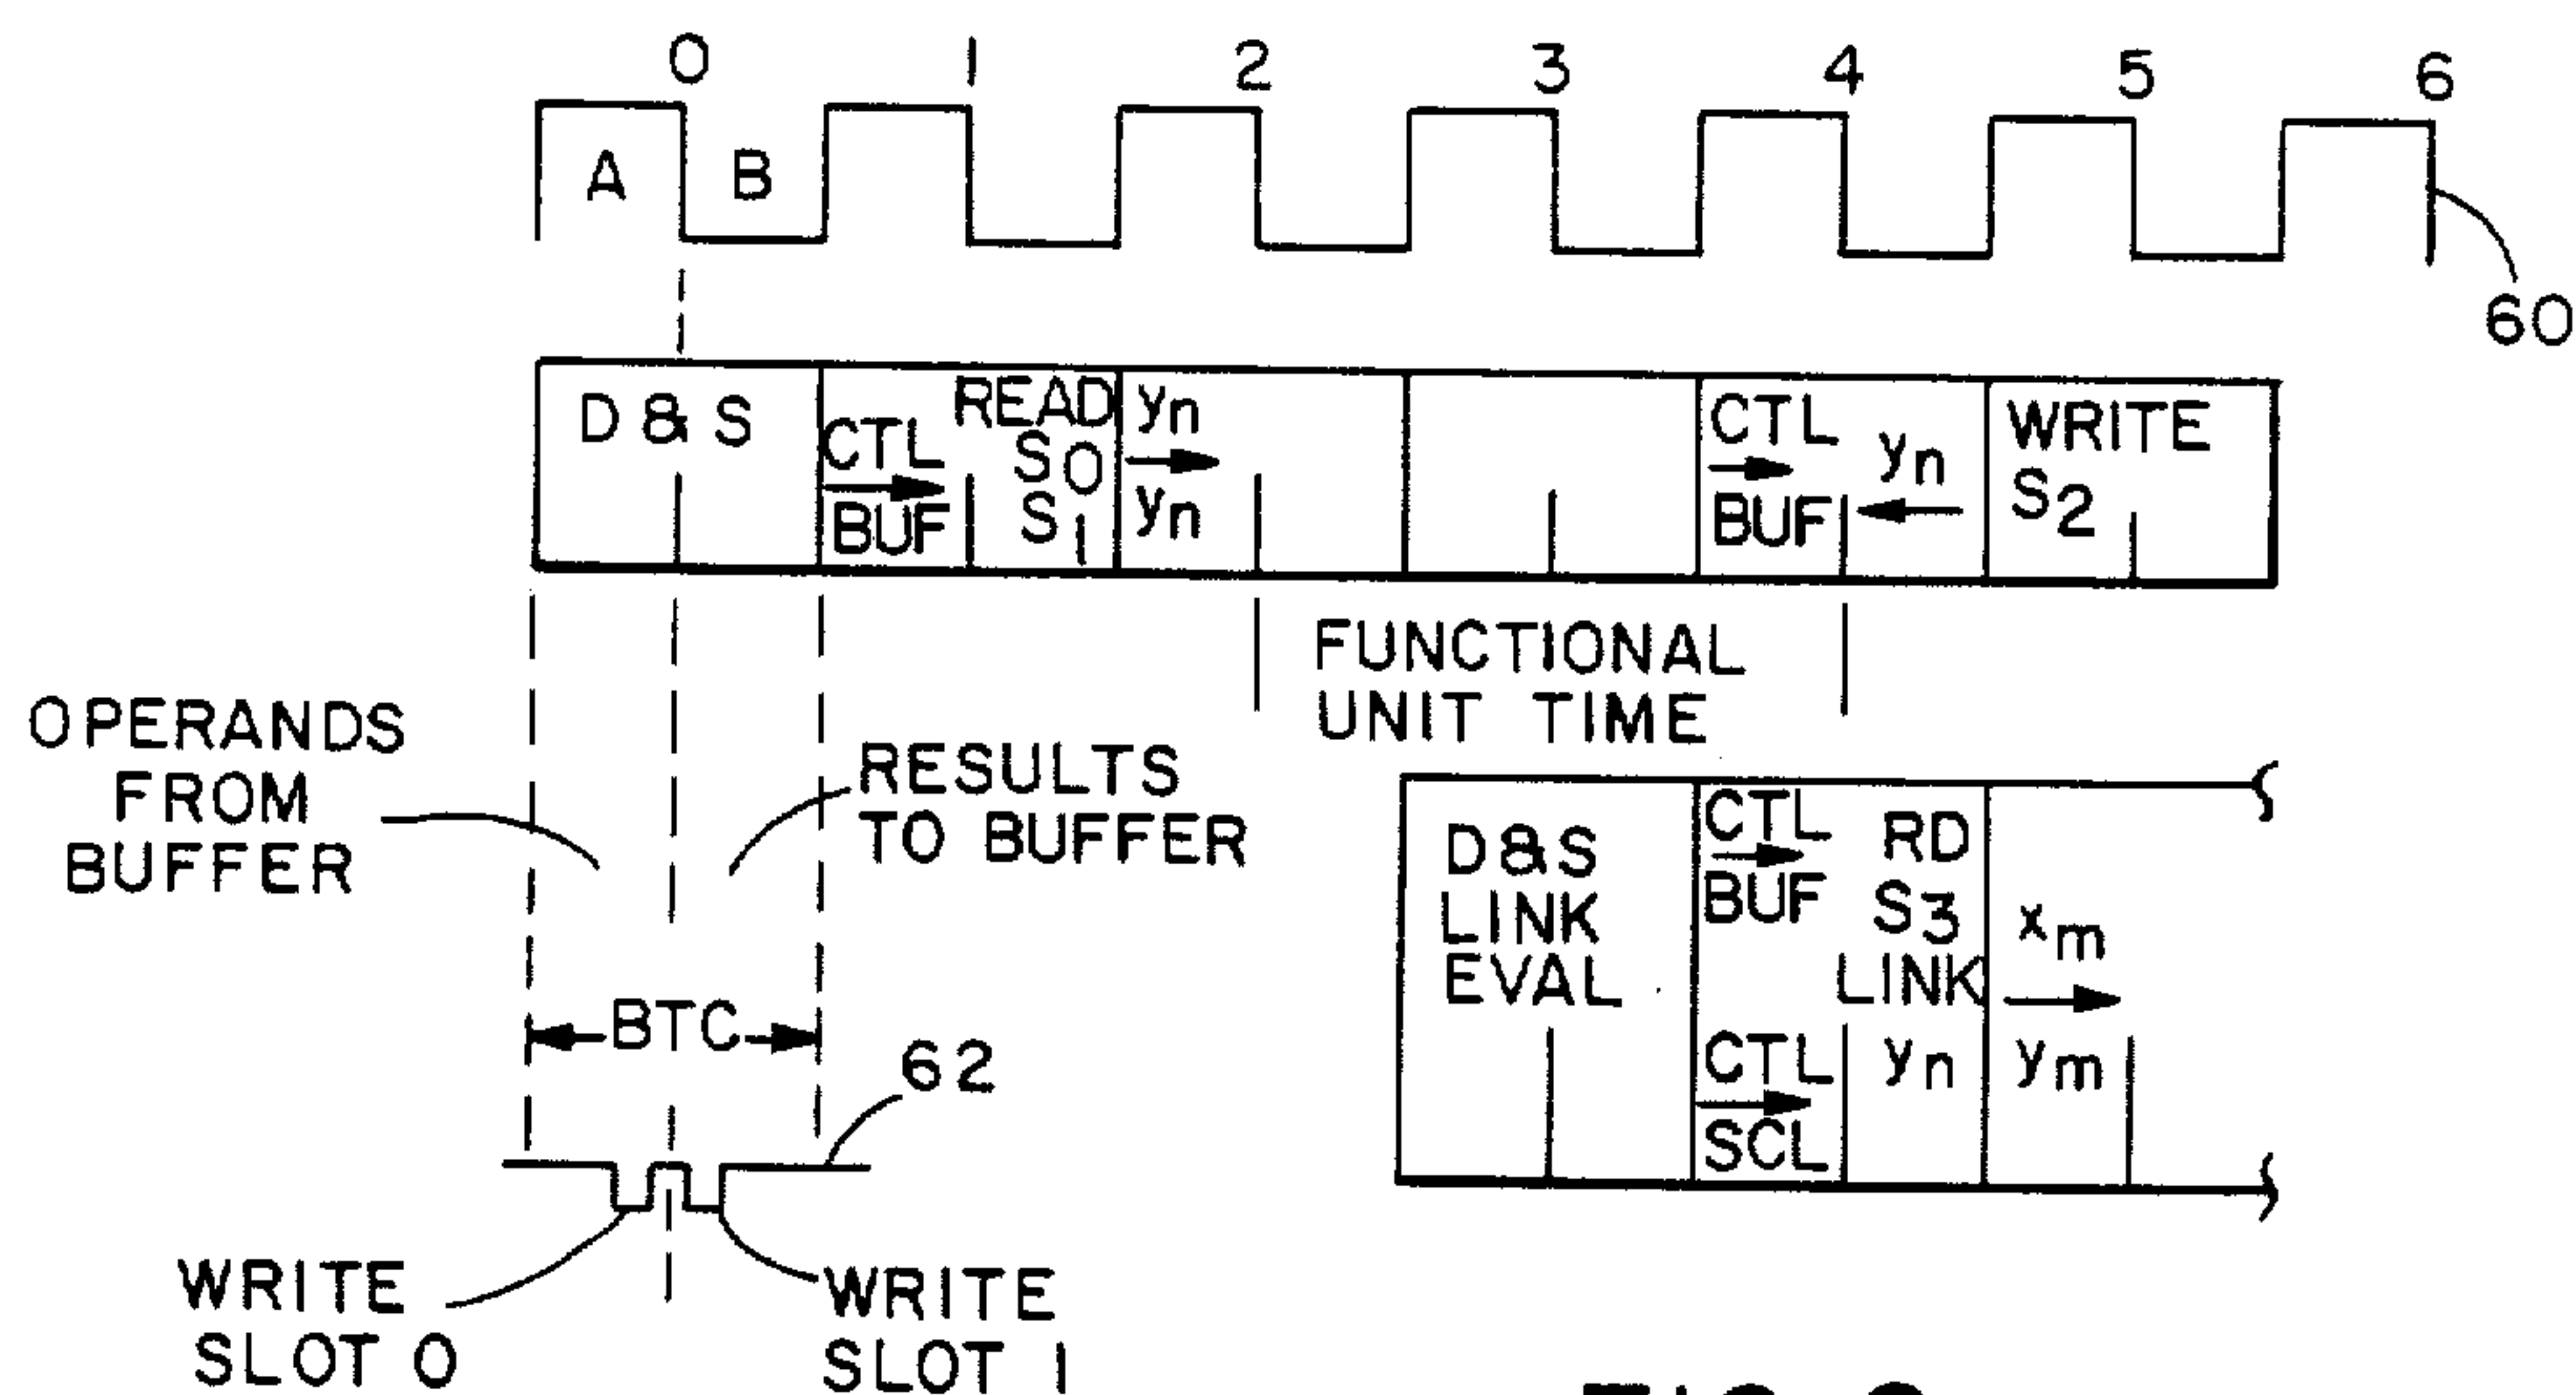 0 1 2 3 4 5 6
A B
60
D & S
CTL
BUF
READ
S0
S1
yn
yn
CTL
BUF
yn
WRITE
S2
FUNCTIONAL
UNIT TIME
OPERANDS
FROM
BUFFER
RESULTS
TO BUFFER
BTC
62
WRITE
SLOT 0
WRITE
SLOT 1
D&S
LINK
EVAL
CTL
BUF
CTL
SCL
RD
S3
LINK
yn
xm
ym